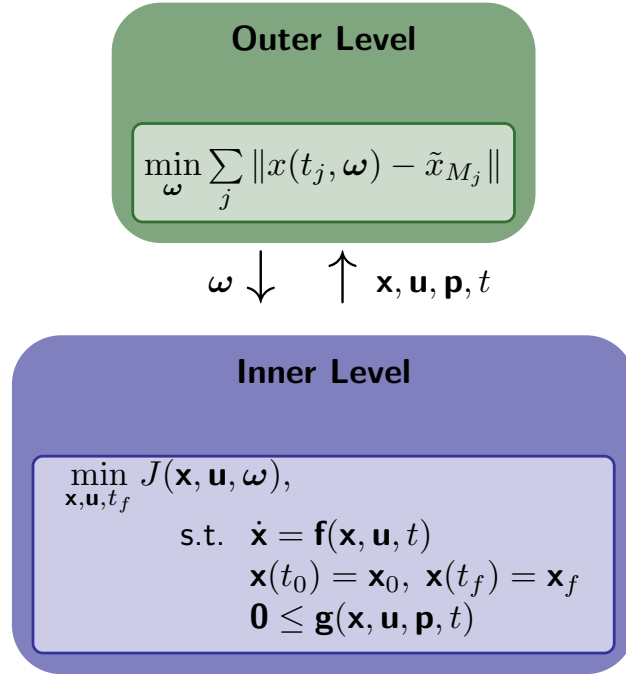 Outer Level
min_ω ∑_j ‖x(t_j, ω) − x̃_{M_j}‖
ω ↓ ↑ x, u, p, t
Inner Level
min_{x,u,t_f} J(x, u, ω),
s.t. ẋ = f(x, u, t)
x(t_0) = x_0, x(t_f) = x_f
0 ≤ g(x, u, p, t)